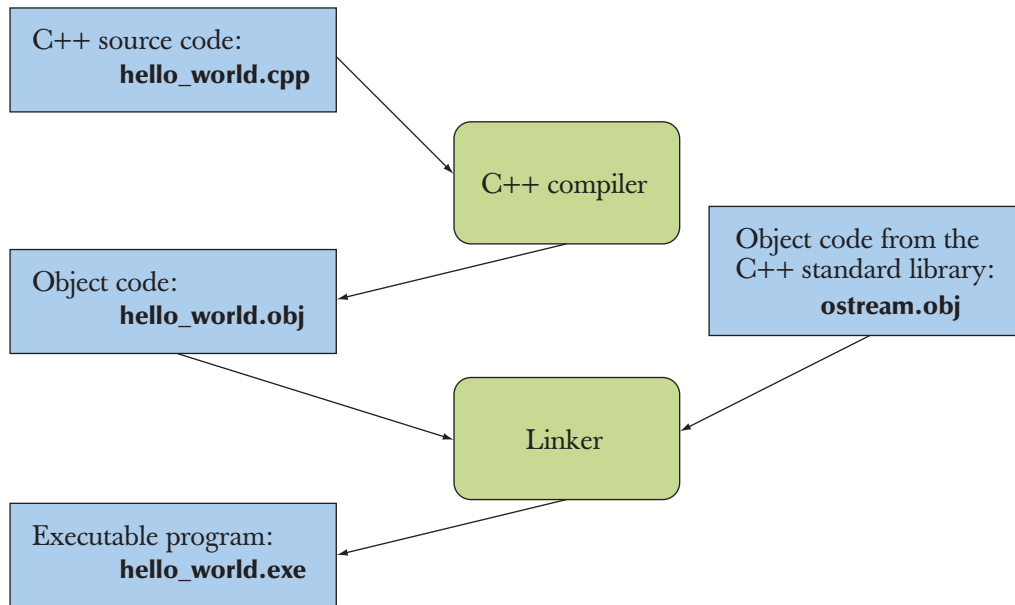 C++ source code:
hello_world.cpp
C++ compiler
Object code from the
C++ standard library:
ostream.obj
Object code:
hello_world.obj
Linker
Executable program:
hello_world.exe